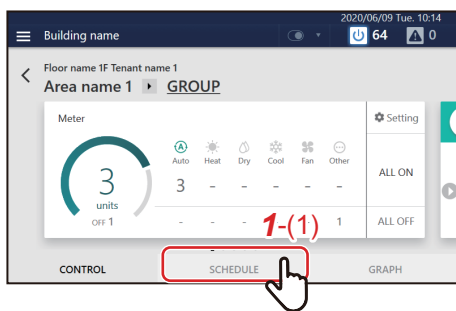 2020/06/09 Tue. 10:14
Building name 64 0
Floor name 1F Tenant name 1
Area name 1 GROUP
Meter Setting
A
Auto Heat Dry Cool Fan Other
3 units
OFF 1
3 - - - - -
ALL ON
- - - - 1
ALL OFF
1-(1)
CONTROL SCHEDULE GRAPH